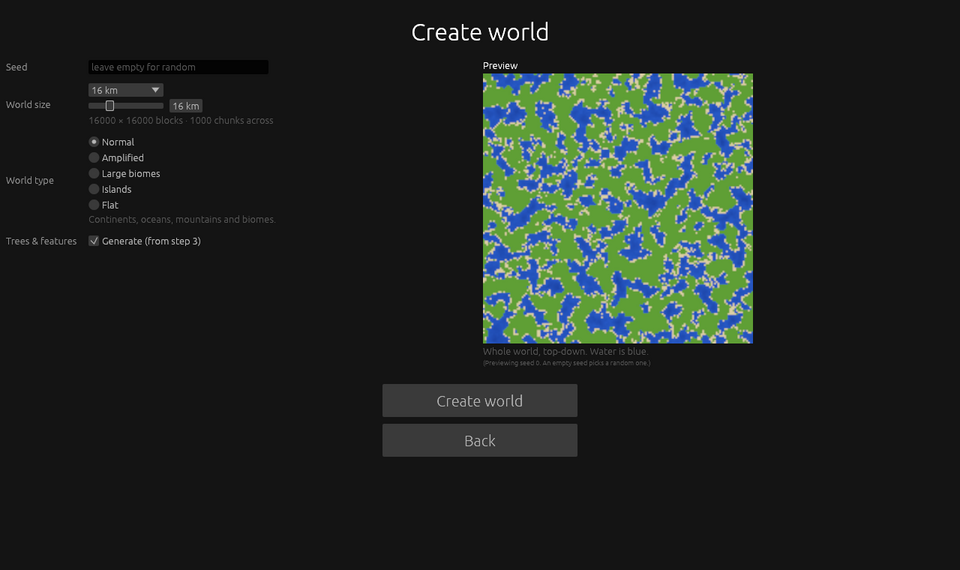 Create world
Seed
leave empty for random
World size
16 km
16 km
16000 × 16000 blocks · 1000 chunks across
World type
Normal
Amplified
Large biomes
Islands
Flat
Continents, oceans, mountains and biomes.
Trees & features
Generate (from step 3)
Preview
Whole world, top-down. Water is blue.
(Previewing seed 0. An empty seed picks a random one.)
Create world
Back